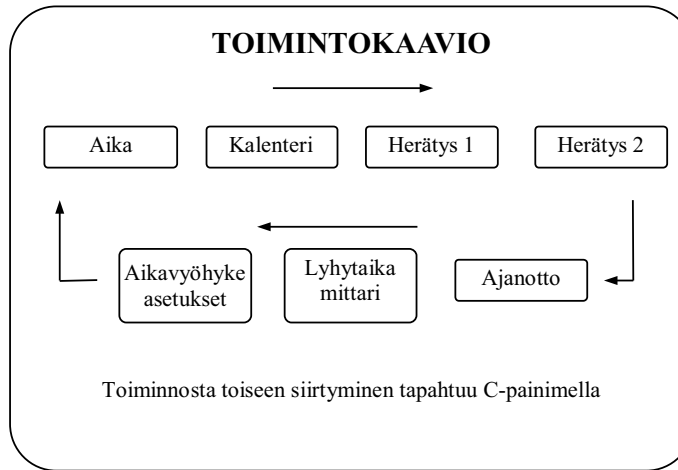 TOIMINTOKAAVIO
Aika
Kalenteri
Herätys 1
Herätys 2
Aikavyöhyke
asetukset
Lyhytaika
mittari
Ajanotto
Toiminnosta toiseen siirtyminen tapahtuu C-painimella